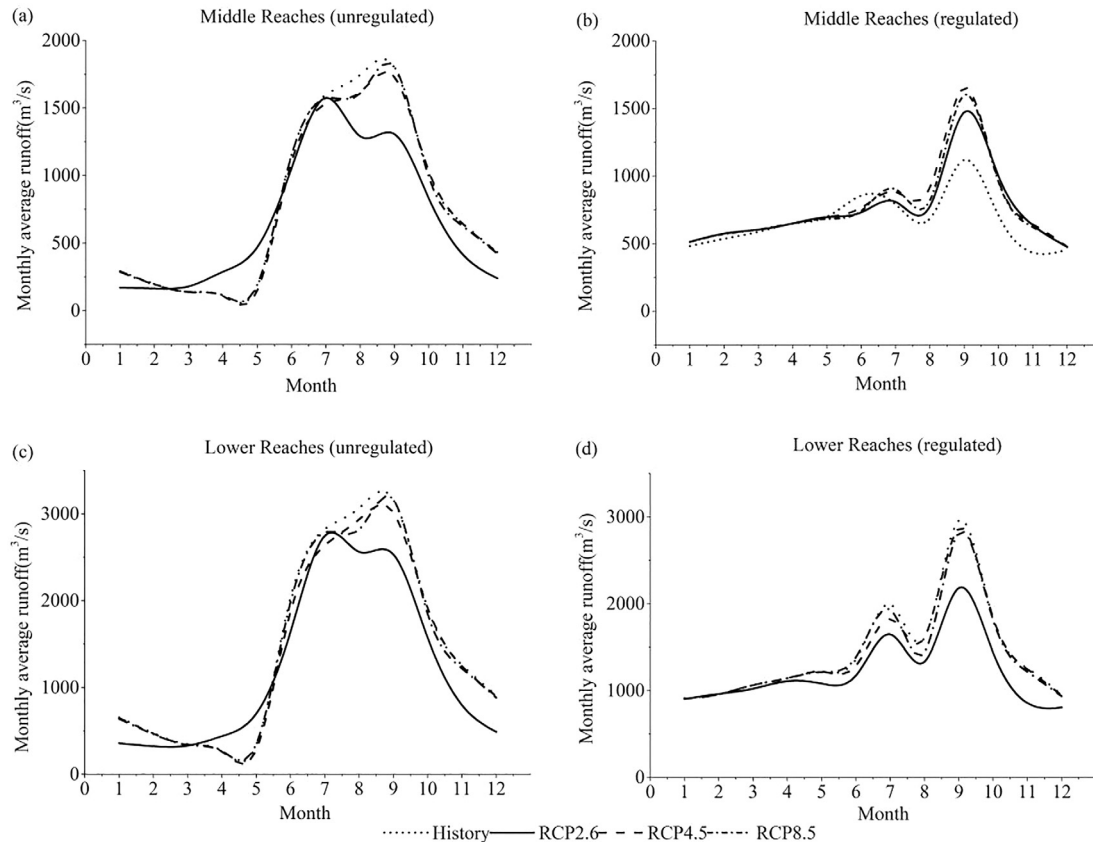 (a) Middle Reaches (unregulated)
2000
1500
1000
500
0
Monthly average runoff(m³/s)
0 1 2 3 4 5 6 7 8 9 10 11 12
Month
(b) Middle Reaches (regulated)
2000
1500
1000
500
0
Monthly average runoff(m³/s)
0 1 2 3 4 5 6 7 8 9 10 11 12
Month
(c) Lower Reaches (unregulated)
3000
2000
1000
0
Monthly average runoff(m³/s)
0 1 2 3 4 5 6 7 8 9 10 11 12
Month
(d) Lower Reaches (regulated)
3000
2000
1000
0
Monthly average runoff(m³/s)
0 1 2 3 4 5 6 7 8 9 10 11 12
Month
History RCP2.6 RCP4.5 RCP8.5